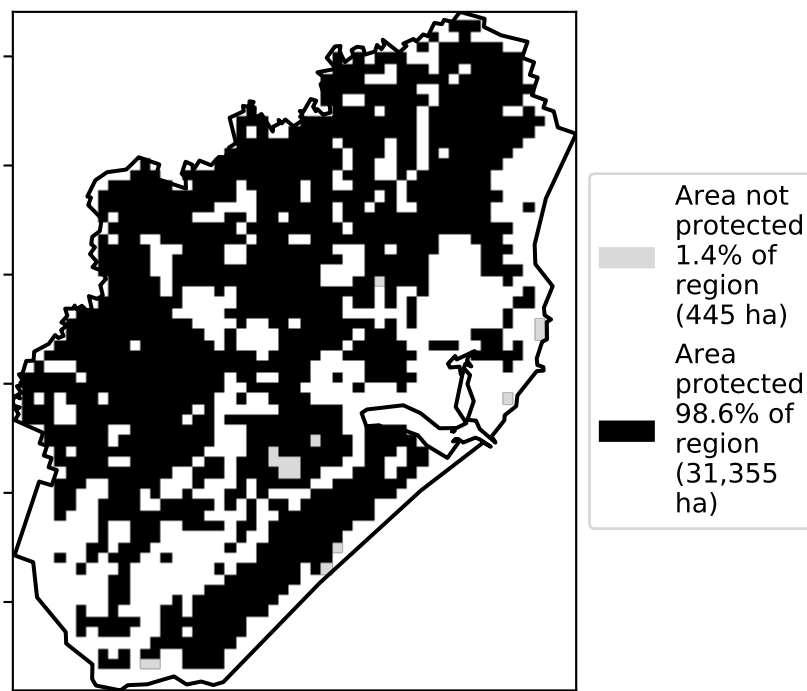 Area not
protected
1.4% of
region
(445 ha)
Area
protected
98.6% of
region
(31,355
ha)